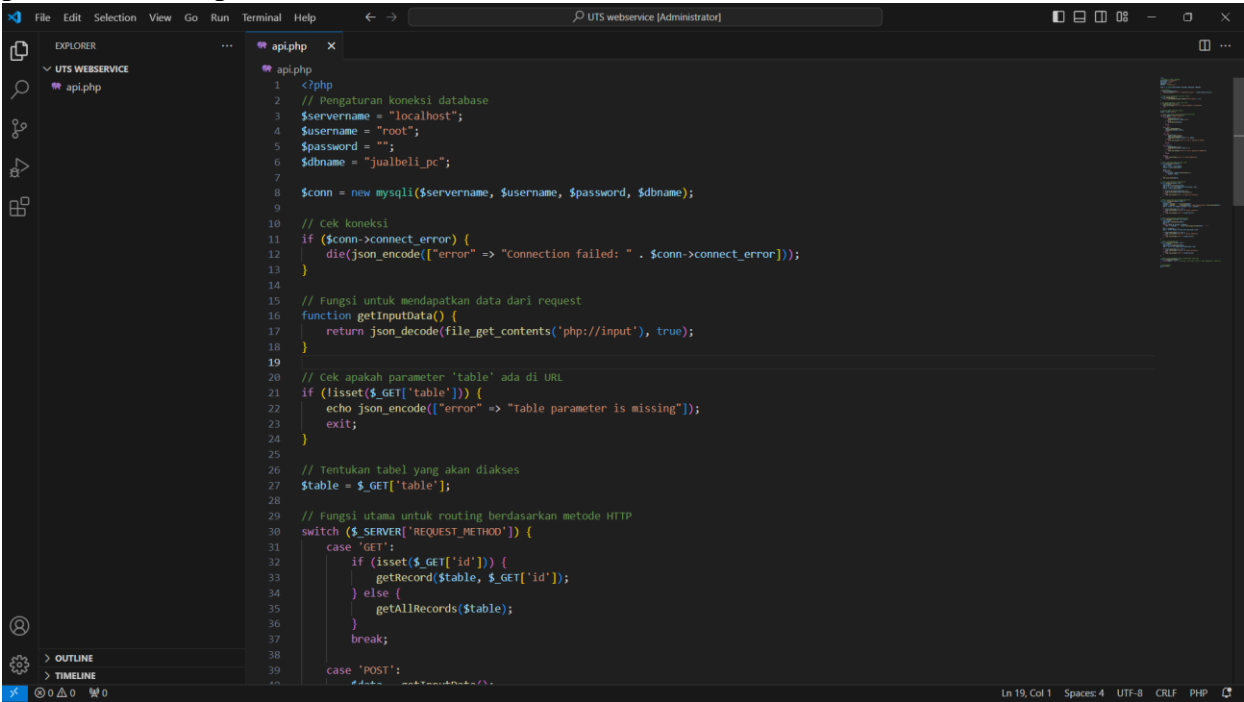 File Edit Selection View Go Run Terminal Help
UTS webservice [Administrator]
EXPLORER
UTS WEBSERVICE
api.php
OUTLINE
TIMELINE
api.php
api.php
1 <?php
2 // Pengaturan koneksi database
3 $servername = "localhost";
4 $username = "root";
5 $password = "";
6 $dbname = "jualbeli_pc";
7
8 $conn = new mysqli($servername, $username, $password, $dbname);
9
10 // Cek koneksi
11 if ($conn->connect_error) {
12 die(json_encode(["error" => "Connection failed: " . $conn->connect_error]));
13 }
14
15 // Fungsi untuk mendapatkan data dari request
16 function getInputData() {
17 return json_decode(file_get_contents('php://input'), true);
18 }
19
20 // Cek apakah parameter 'table' ada di URL
21 if (!isset($_GET['table'])) {
22 echo json_encode(["error" => "Table parameter is missing"]);
23 exit;
24 }
25
26 // Tentukan tabel yang akan diakses
27 $table = $_GET['table'];
28
29 // Fungsi utama untuk routing berdasarkan metode HTTP
30 switch ($_SERVER['REQUEST_METHOD']) {
31 case 'GET':
32 if (isset($_GET['id'])) {
33 getRecord($table, $_GET['id']);
34 } else {
35 getAllRecords($table);
36 }
37 break;
38
39 case 'POST':
0 0 0
Ln 19, Col 1 Spaces: 4 UTF-8 CRLF PHP